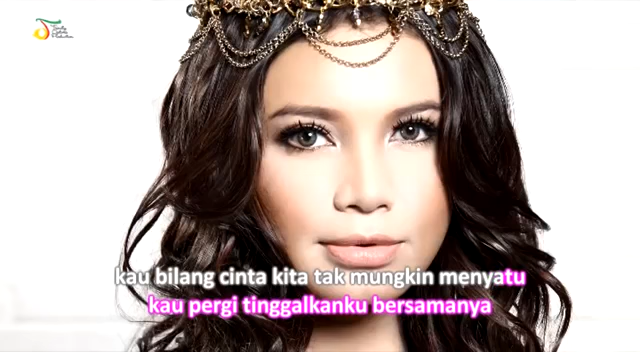 kau bilang cinta kita tak mungkin menyatu
kau pergi tinggalkanku bersamanya